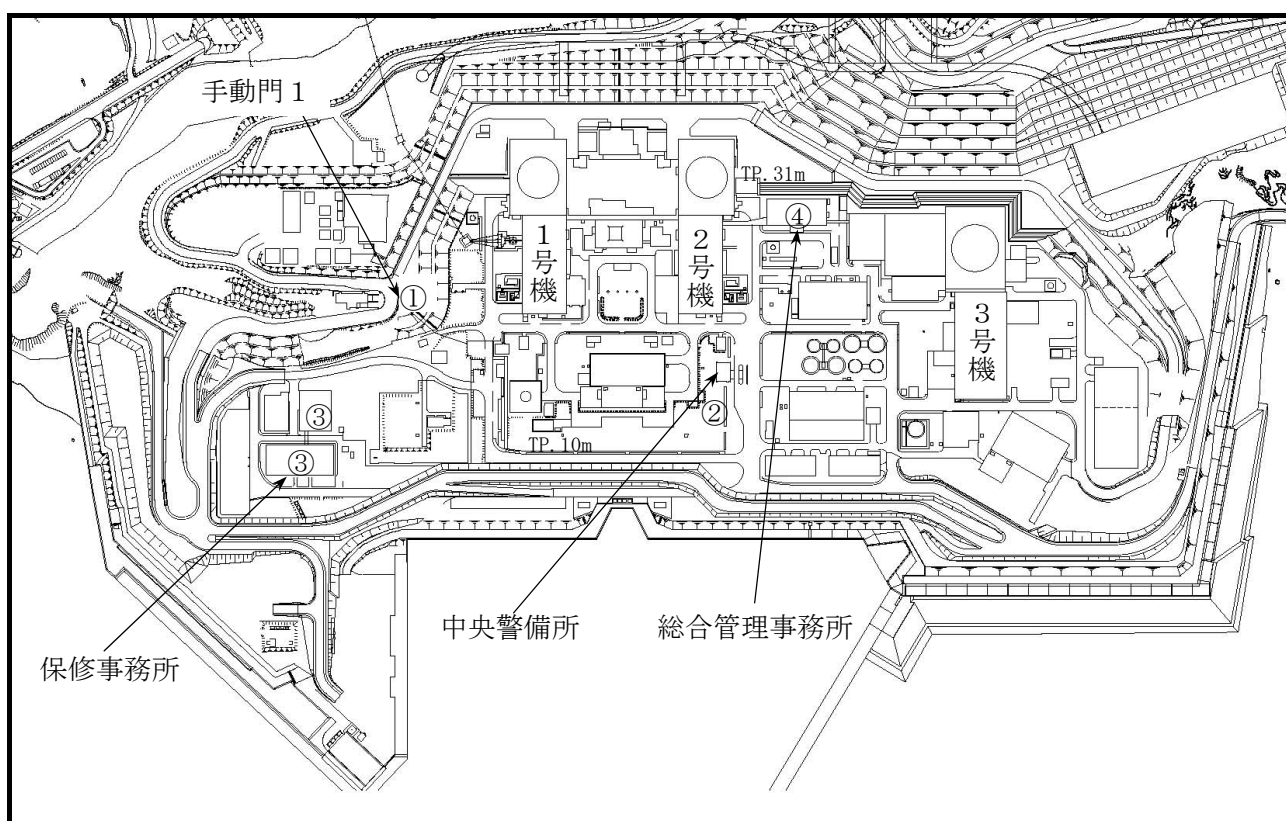 手動門1
①
1号機
2号機
TP.31m
④
3号機
②
③
③
TP.10m
中央警備所
総合管理事務所
保修事務所